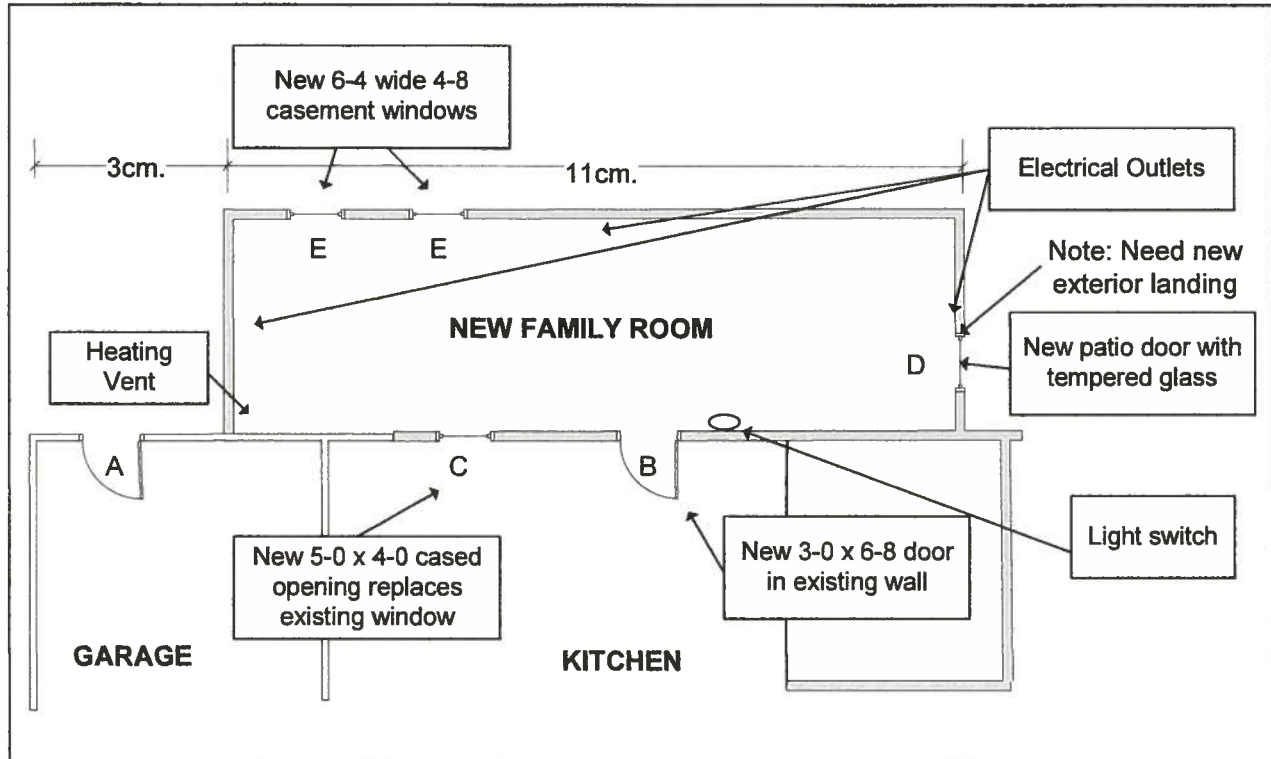 New 6-4 wide 4-8
casement windows
3cm.
11cm.
Electrical Outlets
E
E
Note: Need new
exterior landing
NEW FAMILY ROOM
Heating
Vent
D
New patio door with
tempered glass
A
C
B
New 5-0 x 4-0 cased
opening replaces
existing window
New 3-0 x 6-8 door
in existing wall
Light switch
GARAGE
KITCHEN